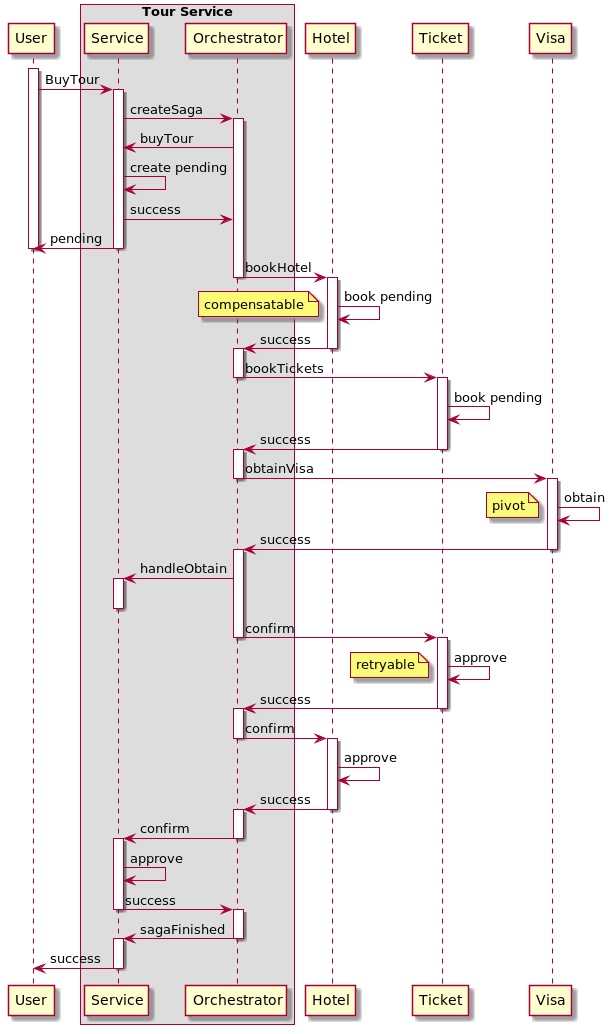 Tour Service
User Service Orchestrator Hotel Ticket Visa
BuyTour
createSaga
buyTour
create pending
success
pending
bookHotel
book pending
compensatable
success
bookTickets
book pending
success
obtainVisa
obtain
pivot
success
handleObtain
confirm
approve
retryable
success
confirm
approve
success
confirm
approve
success
sagaFinished
success
User Service Orchestrator Hotel Ticket Visa